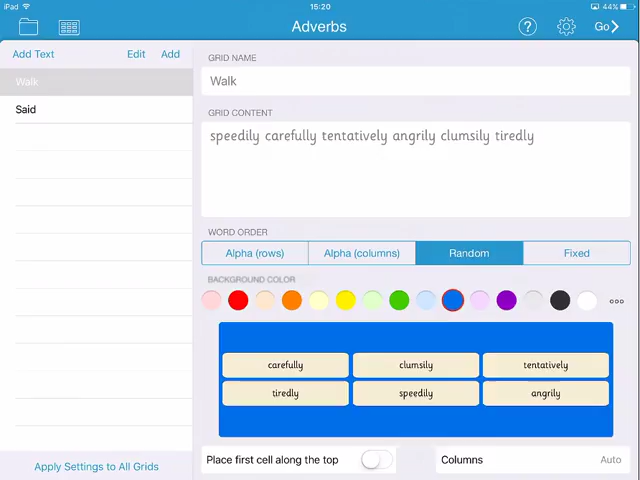 iPad 15:20 44%
Adverbs ? Go
Add Text Edit Add
Walk
Said
GRID NAME
Walk
GRID CONTENT
speedily carefully tentatively angrily clumsily tiredly
WORD ORDER
Alpha (rows) Alpha (columns) Random Fixed
BACKGROUND COLOR
carefully clumsily tentatively
tiredly speedily angrily
Place first cell along the top Columns Auto
Apply Settings to All Grids